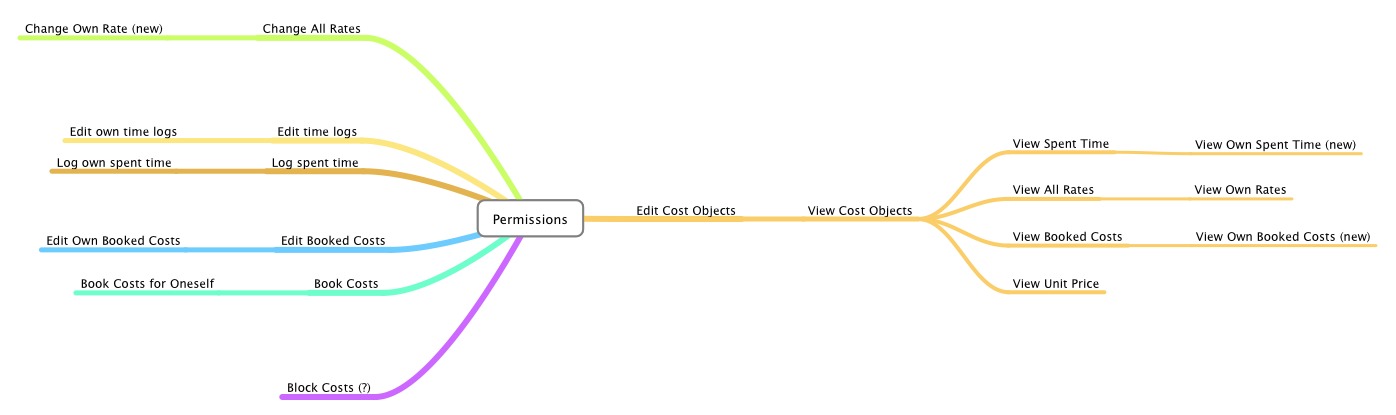 Change Own Rate (new)
Change All Rates
Edit own time logs
Edit time logs
Log own spent time
Log spent time
Edit Own Booked Costs
Edit Booked Costs
Book Costs for Oneself
Book Costs
Block Costs (?)
Permissions
Edit Cost Objects
View Cost Objects
View Spent Time
View Own Spent Time (new)
View All Rates
View Own Rates
View Booked Costs
View Own Booked Costs (new)
View Unit Price